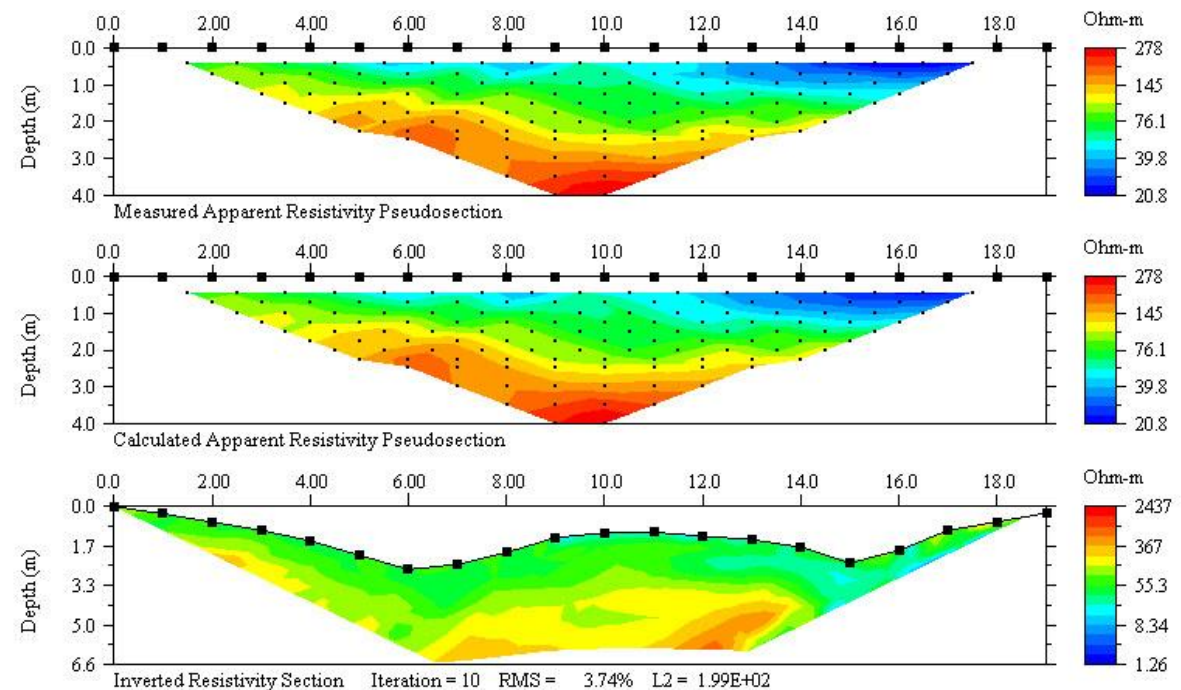 0.0 2.00 4.00 6.00 8.00 10.0 12.0 14.0 16.0 18.0 Ohm-m
0.0 278
1.0 145
2.0 76.1
3.0 39.8
4.0 20.8
Depth (m)
Measured Apparent Resistivity Pseudosection
0.0 2.00 4.00 6.00 8.00 10.0 12.0 14.0 16.0 18.0 Ohm-m
0.0 278
1.0 145
2.0 76.1
3.0 39.8
4.0 20.8
Depth (m)
Calculated Apparent Resistivity Pseudosection
0.0 2.00 4.00 6.00 8.00 10.0 12.0 14.0 16.0 18.0 Ohm-m
0.0 2437
1.7 367
3.3 55.3
5.0 8.34
6.6 1.26
Depth (m)
Inverted Resistivity Section Iteration = 10 RMS = 3.74% L2 = 1.99E+02